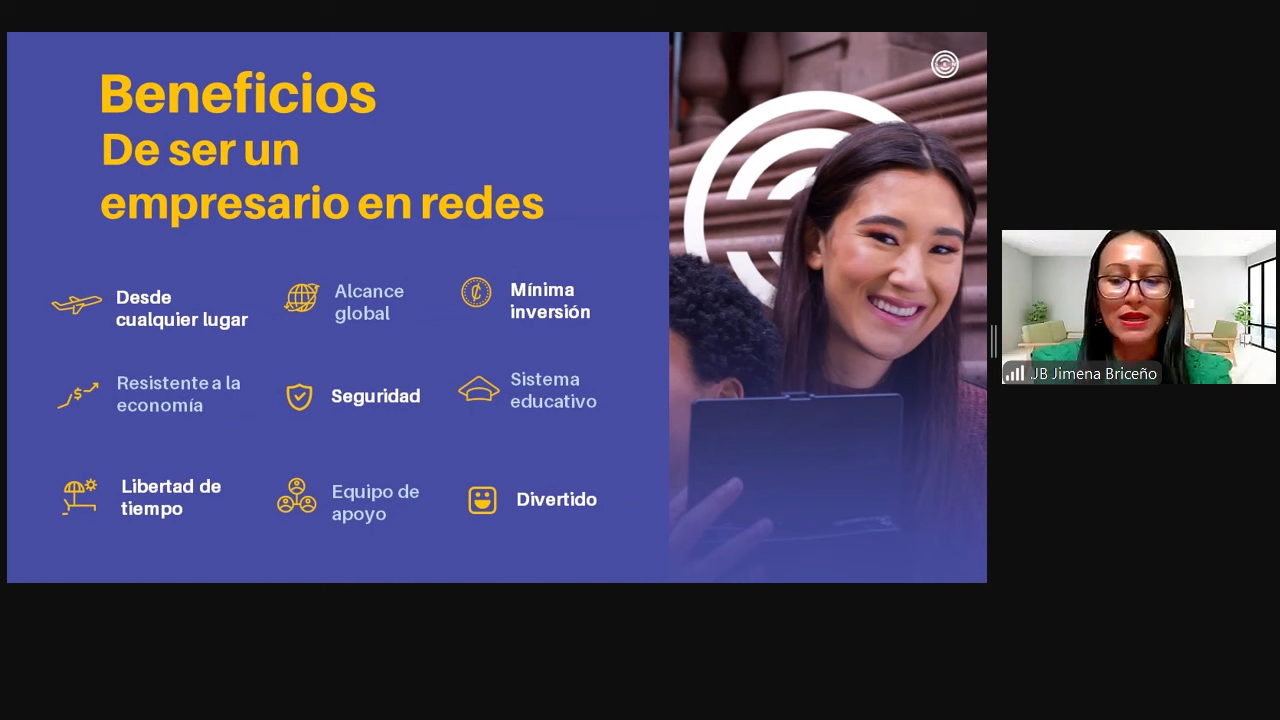 Beneficios
De ser un
empresario en redes
Desde
cualquier lugar
Alcance
global
Mínima
inversión
Resistente a la
economía
Seguridad
Sistema
educativo
Libertad de
tiempo
Equipo de
apoyo
Divertido
JB Jimena Briceño